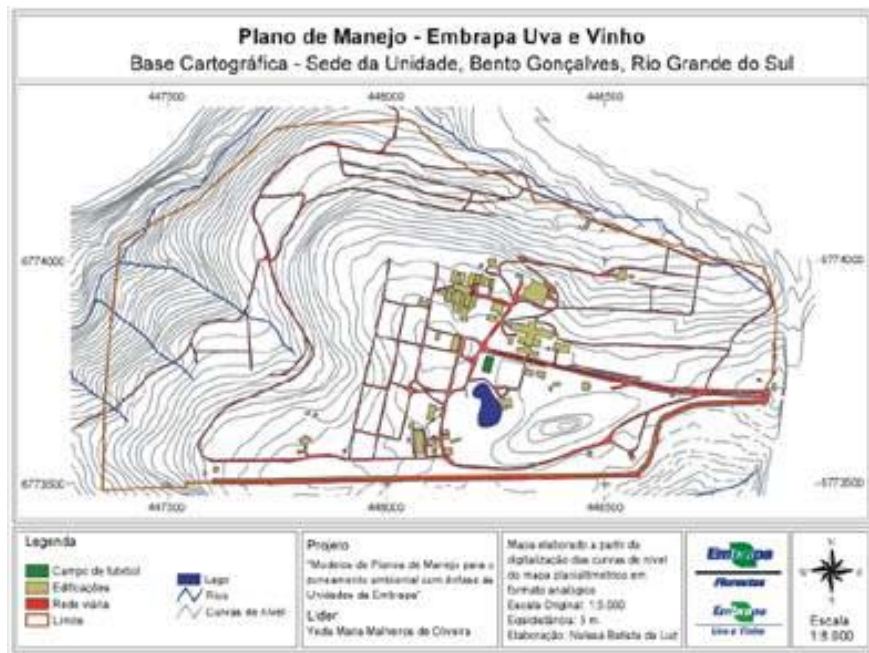 Plano de Manejo - Embrapa Uva e Vinho
Base Cartográfica - Sede da Unidade, Bento Gonçalves, Rio Grande do Sul
447500 448000 448500
6774000 6774000
6773500 6773500
447500 448000 448500
Legenda
Campo de futebol
Edificações
Rede viária
Limite
Lago
Rios
Curvas de nível
Projeto
"Modelos de Planos de Manejo para o
zoneamento ambiental com ênfase às
Unidades da Embrapa"
Líder
Yeda Maria Malheiros de Oliveira
Mapa elaborado a partir da
digitalização das curvas de nível
do mapa planialtimétrico em
formato analógico
Escala Original: 1:5.000
Equidistância: 5 m.
Elaboração: Batista da Luz
Embrapa
Florestas
Embrapa
Uva e Vinho
N
S
Escala
1:8.000